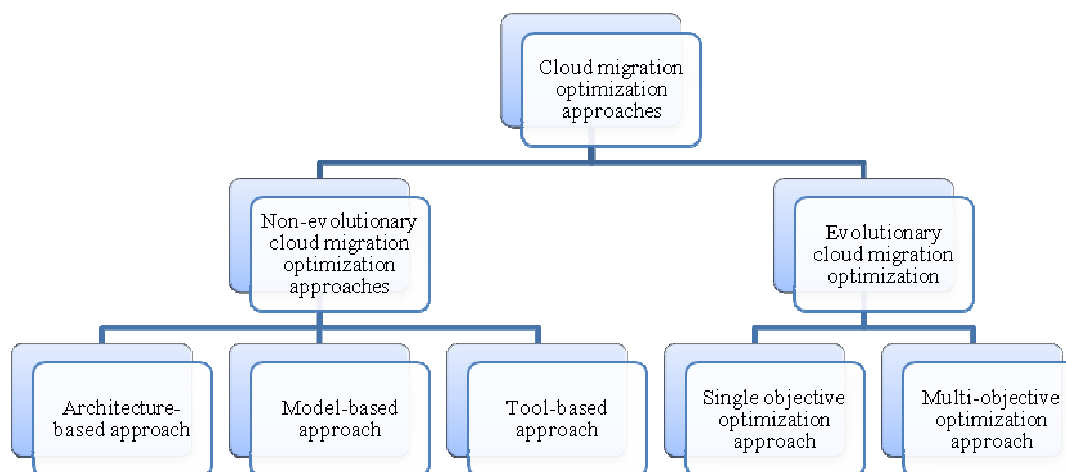 Cloud migration
optimization
approaches
Non-evolutionary
cloud migration
optimization
approaches
Evolutionary
cloud migration
optimization
Architecture-
based approach
Model-based
approach
Tool-based
approach
Single objective
optimization
approach
Multi-objective
optimization
approach